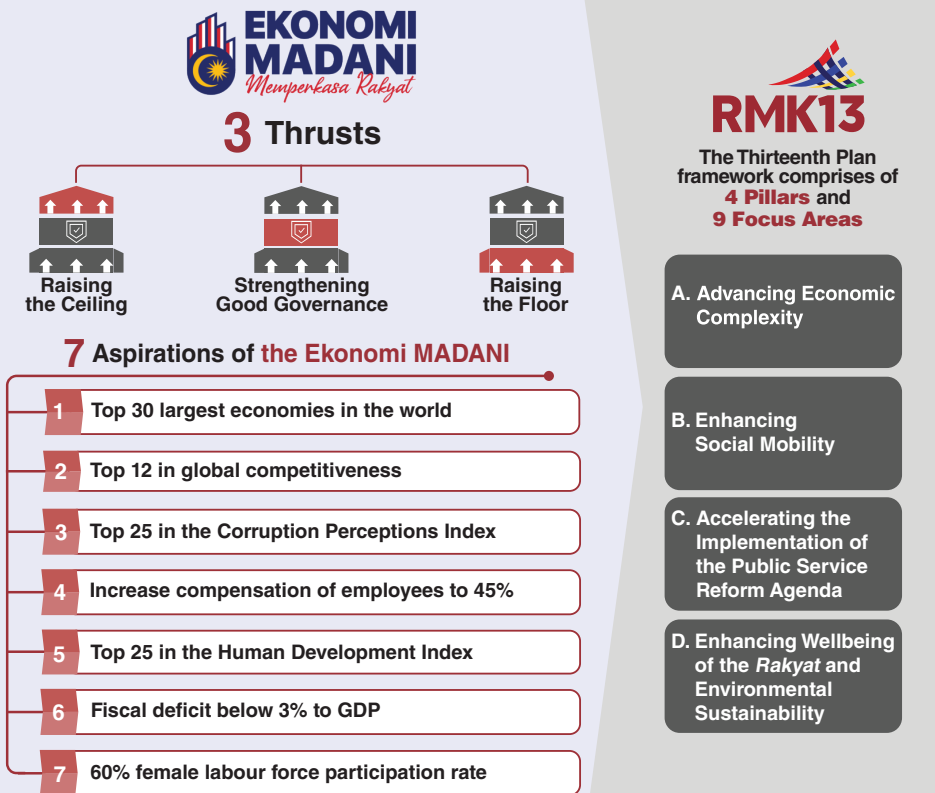 EKONOMI
MADANI
Memperkasa Rakyat
3 Thrusts
Raising
the Ceiling
Strengthening
Good Governance
Raising
the Floor
7 Aspirations of the Ekonomi MADANI
1 Top 30 largest economies in the world
2 Top 12 in global competitiveness
3 Top 25 in the Corruption Perceptions Index
4 Increase compensation of employees to 45%
5 Top 25 in the Human Development Index
6 Fiscal deficit below 3% to GDP
7 60% female labour force participation rate
RMK13
The Thirteenth Plan
framework comprises of
4 Pillars and
9 Focus Areas
A. Advancing Economic
Complexity
B. Enhancing
Social Mobility
C. Accelerating the
Implementation of
the Public Service
Reform Agenda
D. Enhancing Wellbeing
of the Rakyat and
Environmental
Sustainability